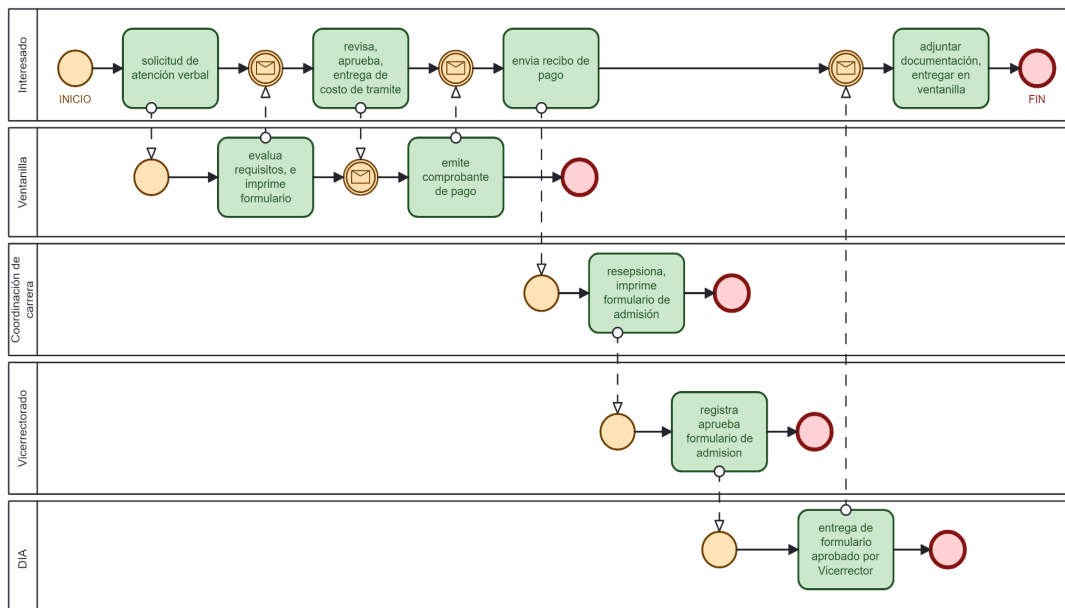 Interesado
INICIO
solicitud de
atención verbal
revisa,
aprueba,
entrega de
costo de tramite
envia recibo de
pago
adjuntar
documentación,
entregar en
ventanilla
FIN
Ventanilla
evalua
requisitos, e
imprime
formulario
emite
comprobante
de pago
Coordinación de
carrera
resepsiona,
imprime
formulario de
admisión
Vicerrectorado
registra
aprueba
formulario de
admision
DIA
entrega de
formulario
aprobado por
Vicerrector